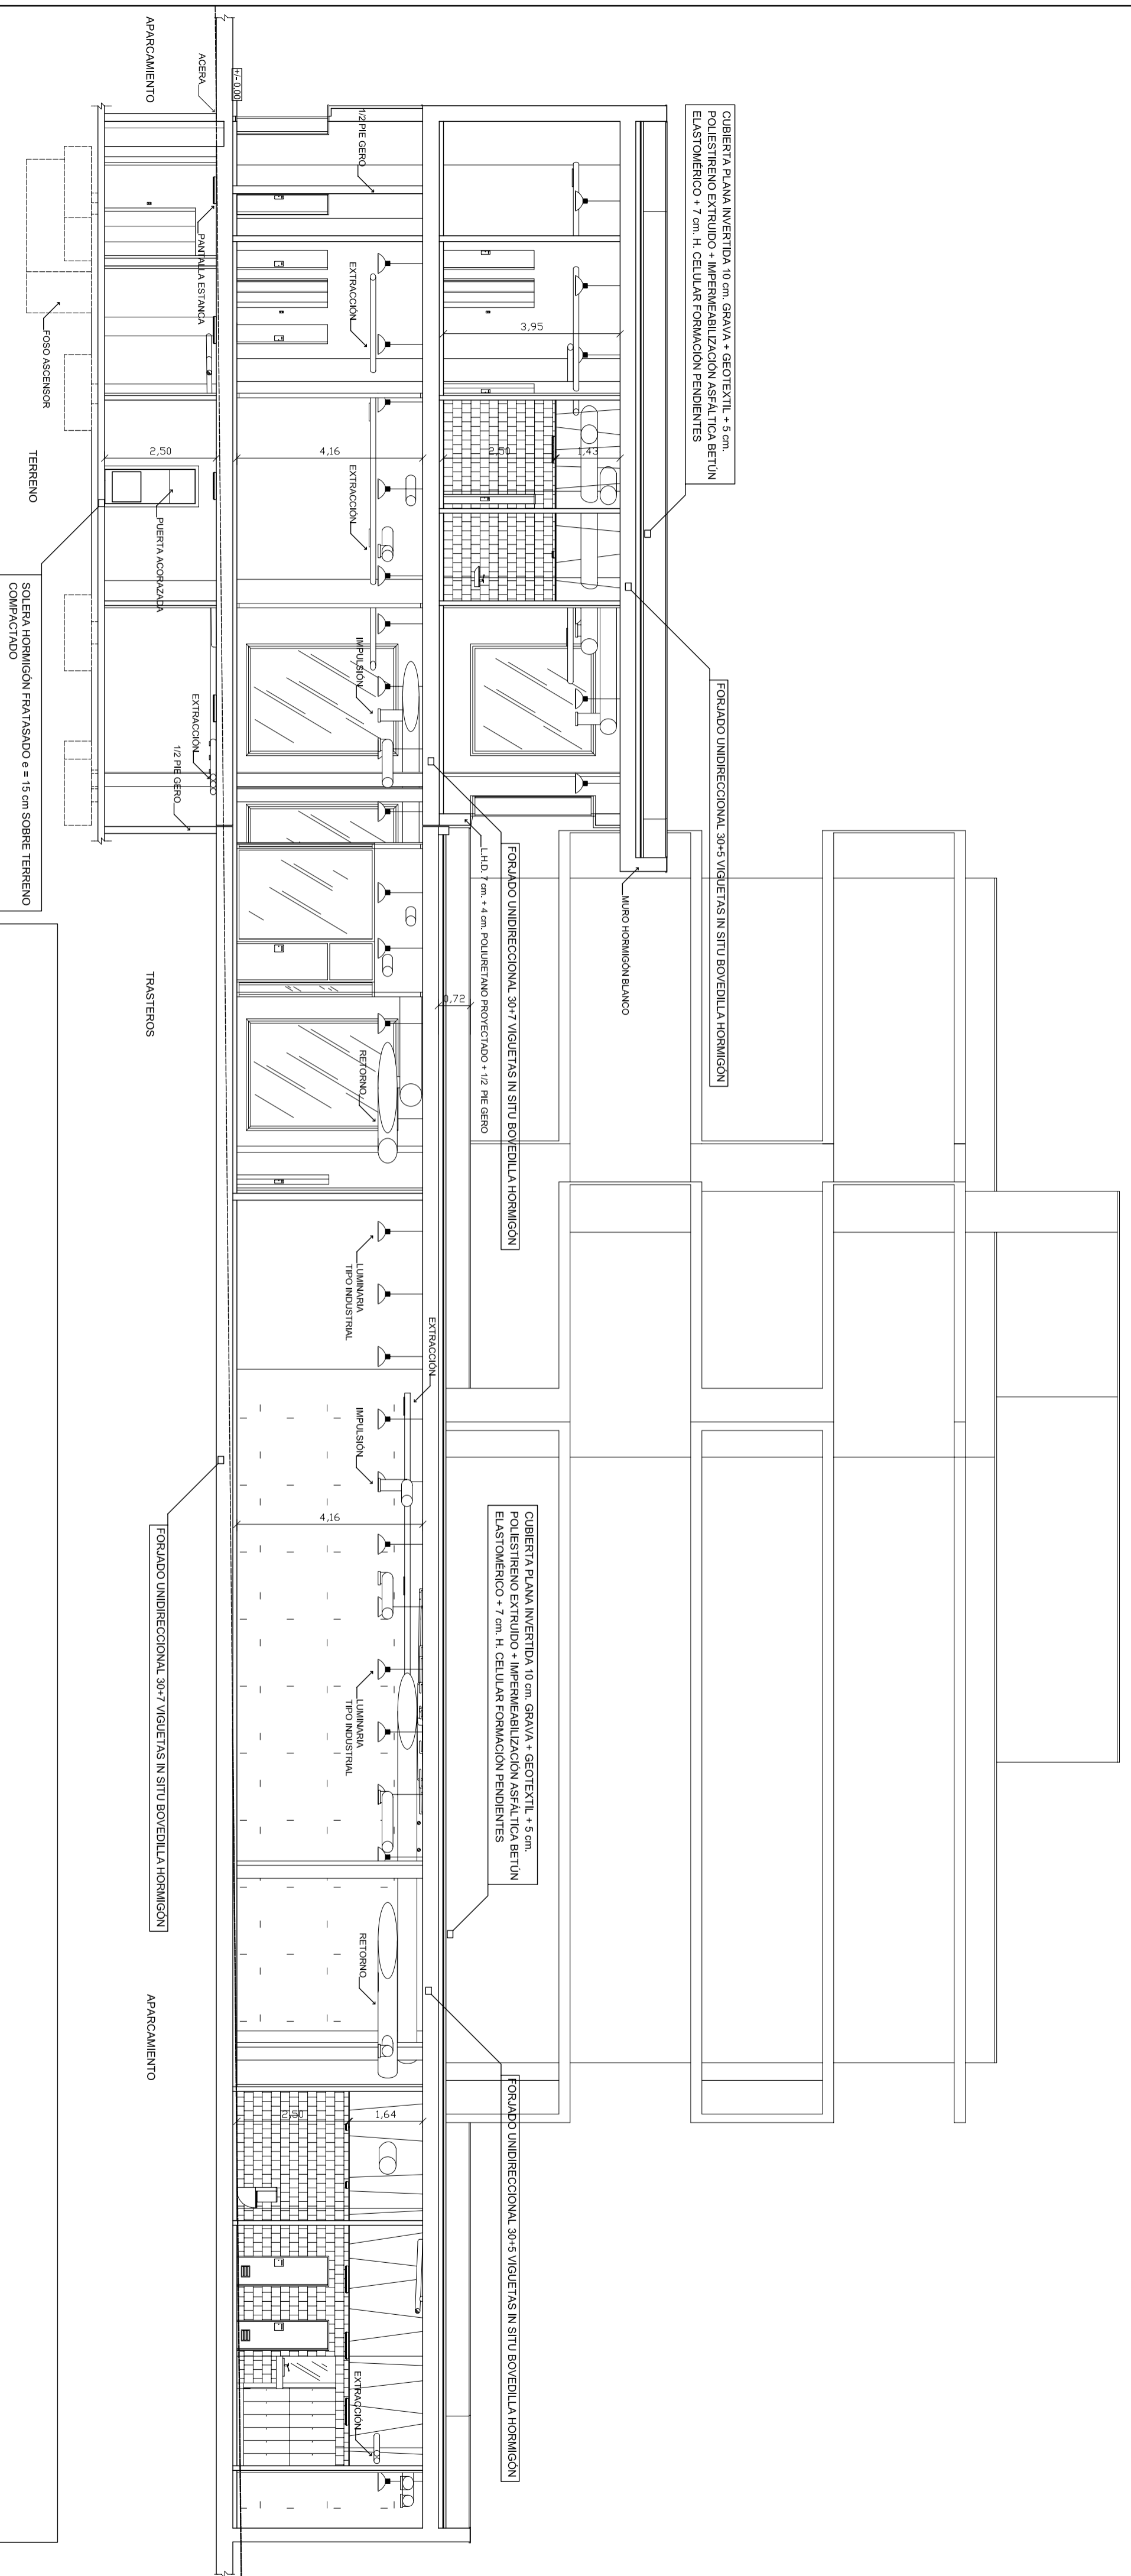 CUBIERTA PLANA INVERTIDA 10 cm. GRAVA + GEOTEXTIL + 5 cm.
POLIESTIRENO EXTRUIDO + IMPERMEABILIZACIÓN ASFÁLTICA BETÚN
ELASTOMÉRICO + 7 cm. H. CELULAR FORMACIÓN PENDIENTES
FORJADO UNIDIRECCIONAL 30+5 VIGUETAS IN SITU BOVEDILLA HORMIGÓN
MURO HORMIGÓN BLANCO
3,95
2,50
1,43
FORJADO UNIDIRECCIONAL 30+7 VIGUETAS IN SITU BOVEDILLA HORMIGÓN
L.H.D. 7 cm. + 4 cm. POLIURETANO PROYECTADO + 1/2 PIE GERO
0,72
CUBIERTA PLANA INVERTIDA 10 cm. GRAVA + GEOTEXTIL + 5 cm.
POLIESTIRENO EXTRUIDO + IMPERMEABILIZACIÓN ASFÁLTICA BETÚN
ELASTOMÉRICO + 7 cm. H. CELULAR FORMACIÓN PENDIENTES
FORJADO UNIDIRECCIONAL 30+5 VIGUETAS IN SITU BOVEDILLA HORMIGÓN
1/2 PIE GERO
EXTRACCIÓN
EXTRACCIÓN
IMPULSIÓN
RETORNO
LUMINARIA
TIPO INDUSTRIAL
EXTRACCIÓN
IMPULSIÓN
LUMINARIA
TIPO INDUSTRIAL
RETORNO
EXTRACCIÓN
4,16
4,16
2,50
1,64
+/- 0.00
ACERA
APARCAMIENTO
PANTALLA ESTANCA
FOSO ASCENSOR
2,50
TERRENO
PUERTA ACORAZADA
EXTRACCIÓN
1/2 PIE GERO
SOLERA HORMIGÓN FRATASADO e = 15 cm SOBRE TERRENO
COMPACTADO
TRASTEROS
FORJADO UNIDIRECCIONAL 30+7 VIGUETAS IN SITU BOVEDILLA HORMIGÓN
APARCAMIENTO